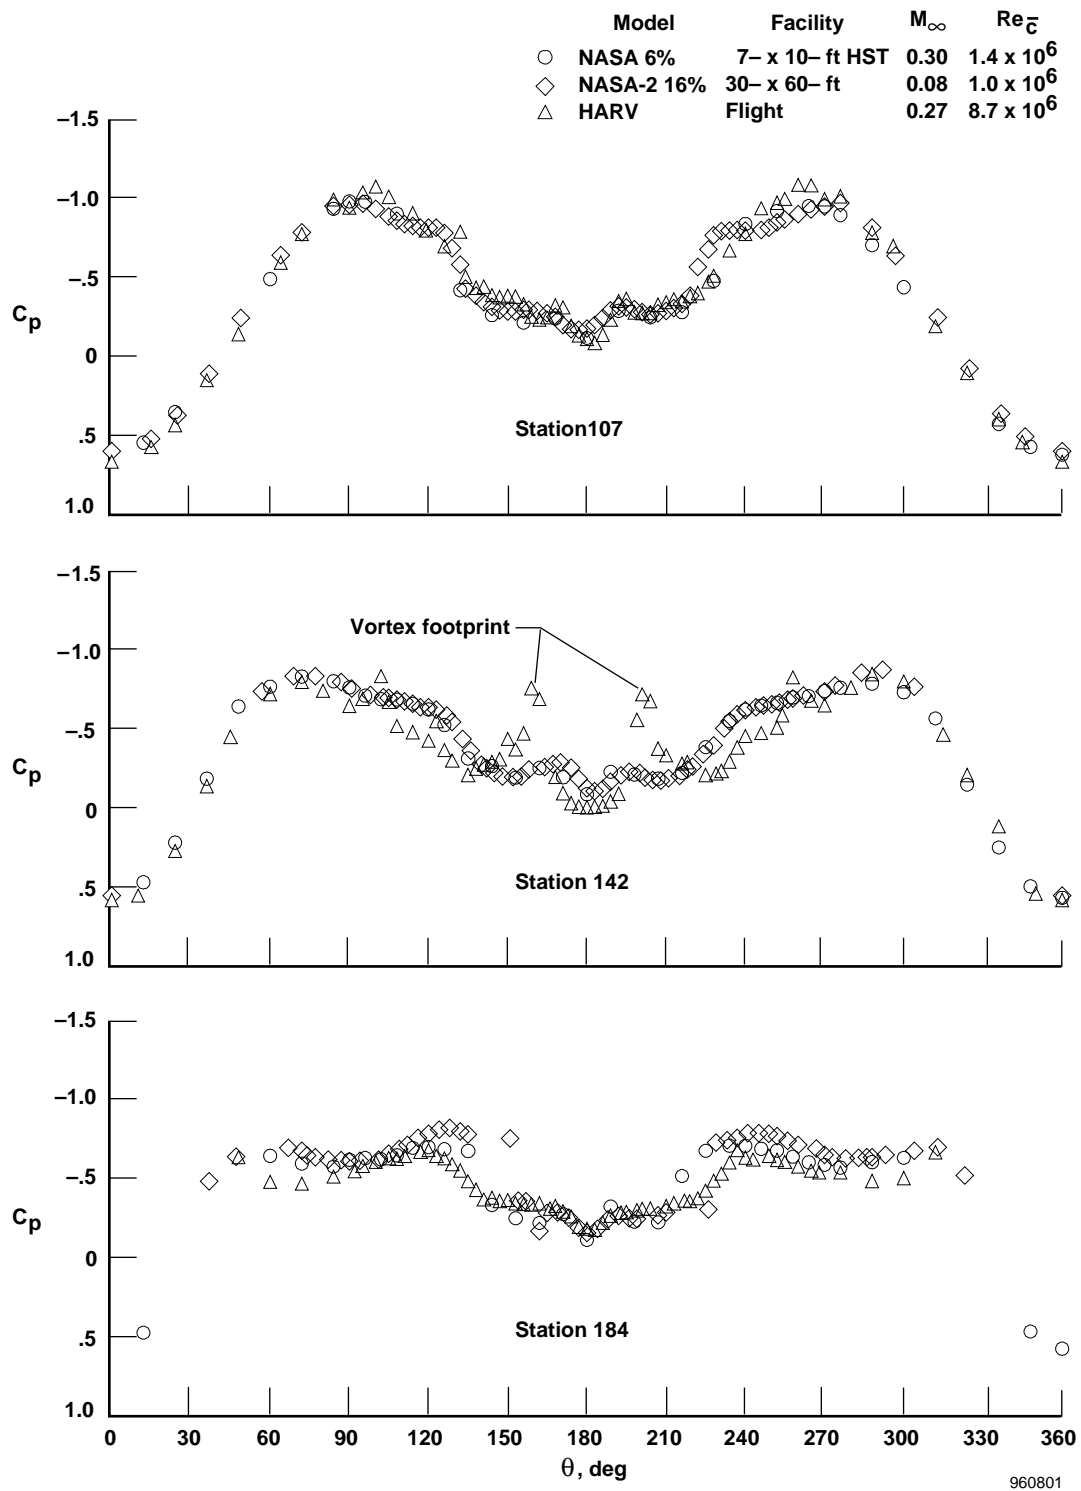 Model Facility M∞ Re c̄
NASA 6% 7– x 10– ft HST 0.30 1.4 x 10⁶
NASA-2 16% 30– x 60– ft 0.08 1.0 x 10⁶
HARV Flight 0.27 8.7 x 10⁶
–1.5
–1.0
–.5
Cp
0
.5
1.0
Station107
–1.5
–1.0
–.5
Cp
0
.5
1.0
Vortex footprint
Station 142
–1.5
–1.0
–.5
Cp
0
.5
1.0
Station 184
0 30 60 90 120 150 180 210 240 270 300 330 360
θ, deg
960801